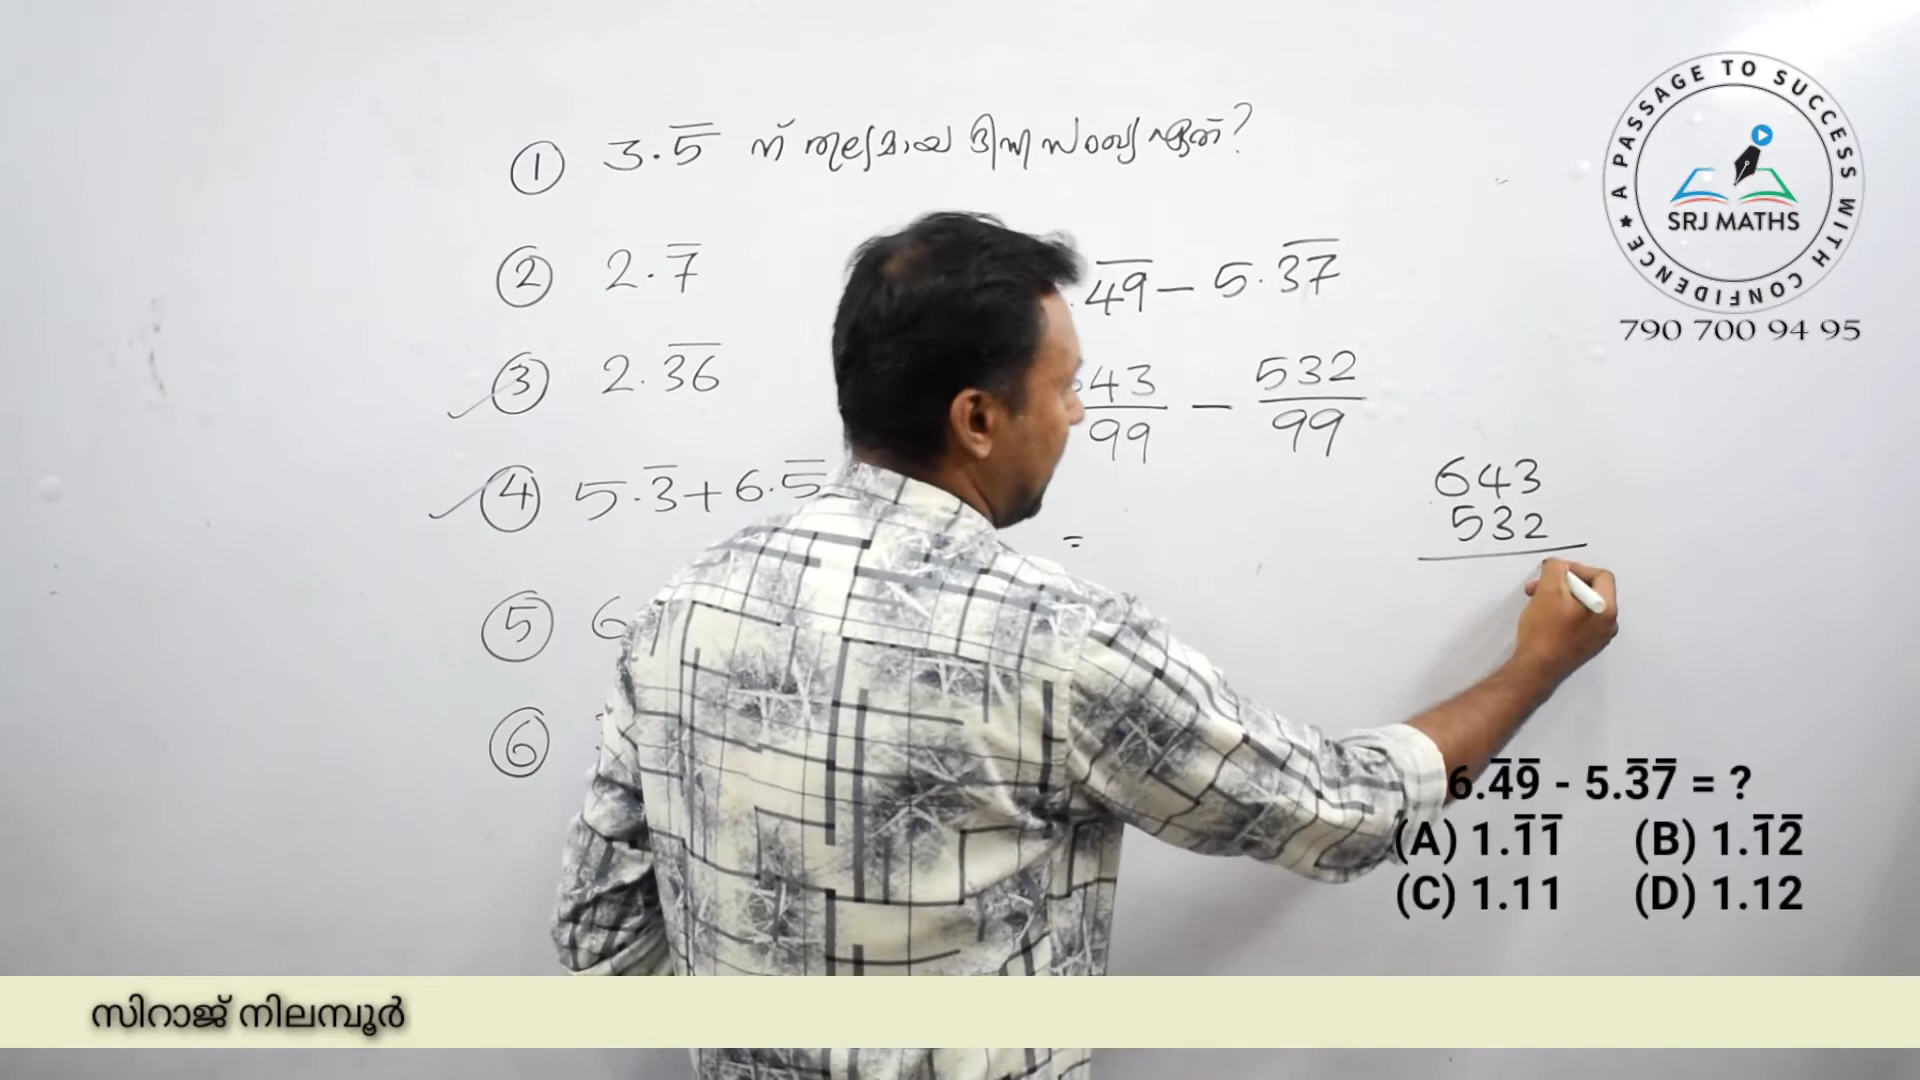 ① 3.5̅ ന് തുല്യമായ ഭിന്നസംഖ്യ ഏത്?
② 2.7̅
③ 2.3̅6̅
④ 5.3̅+6.5̅
⑤ 6
⑥
.4̅9̅ – 5.3̅7̅
43/99 – 532/99
=
643
532
A PASSAGE TO SUCCESS WITH CONFIDENCE ★
SRJ MATHS
790 700 94 95
6.4̅9̅ - 5.3̅7̅ = ?
(A) 1.1̅1̅ (B) 1.1̅2̅
(C) 1.11 (D) 1.12
സിറാജ് നിലമ്പൂർ